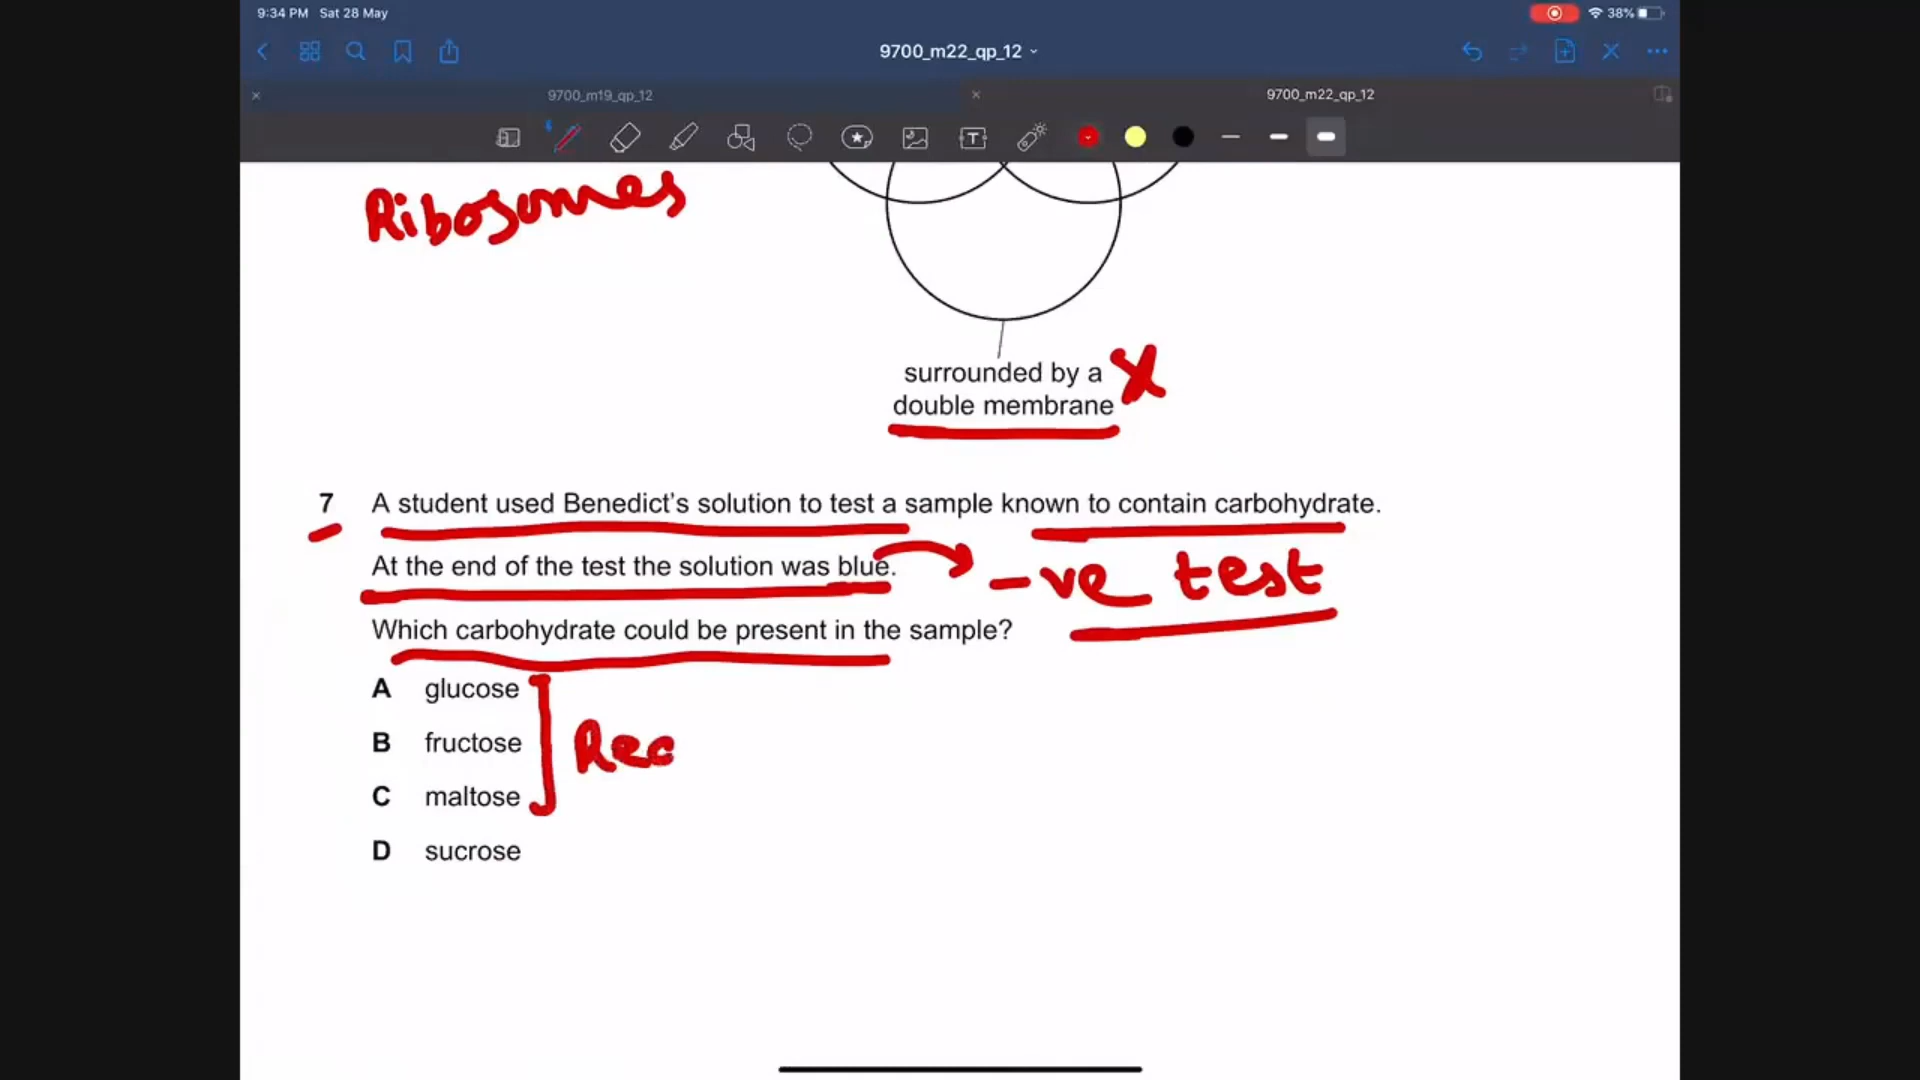 9:34 PM Sat 28 May
38%
9700_m22_qp_12
9700_m19_qp_12
9700_m22_qp_12
Ribosomes
surrounded by a X
double membrane
7 A student used Benedict’s solution to test a sample known to contain carbohydrate.
At the end of the test the solution was blue.
-ve test
Which carbohydrate could be present in the sample?
A glucose
B fructose
Rec
C maltose
D sucrose